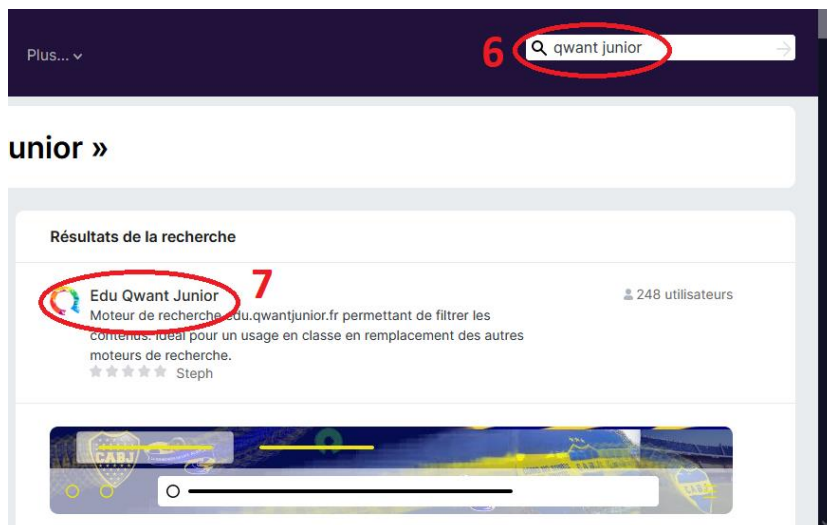 Plus...
6
qwant junior
unior »
Résultats de la recherche
7
Edu Qwant Junior
248 utilisateurs
Moteur de recherche edu.qwantjunior.fr permettant de filtrer les
contenus. Idéal pour un usage en classe en remplacement des autres
moteurs de recherche.
Steph
CABJ